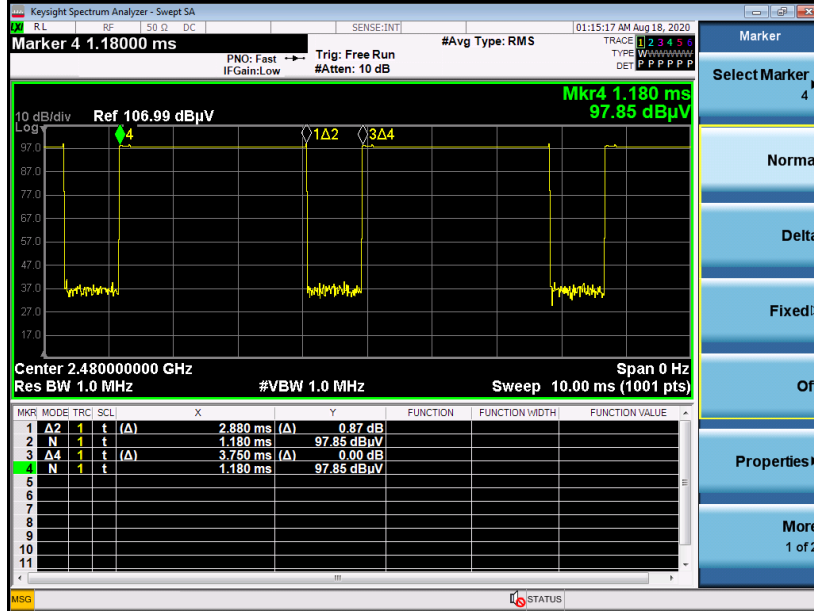 Keysight Spectrum Analyzer - Swept SA
LXI RL RF 50 Ω DC SENSE:INT 01:15:17 AM Aug 18, 2020
Marker 4 1.18000 ms
#Avg Type: RMS
TRACE 1 2 3 4 5 6
TYPE WWWWWW
DET P P P P P P
PNO: Fast
IFGain:Low
Trig: Free Run
#Atten: 10 dB
Mkr4 1.180 ms
97.85 dBµV
10 dB/div Ref 106.99 dBµV
Log
4 1Δ2 3Δ4
97.0
87.0
77.0
67.0
57.0
47.0
37.0
27.0
17.0
Center 2.480000000 GHz Span 0 Hz
Res BW 1.0 MHz #VBW 1.0 MHz Sweep 10.00 ms (1001 pts)
MKR MODE TRC SCL X Y FUNCTION FUNCTION WIDTH FUNCTION VALUE
1 Δ2 1 t (Δ) 2.880 ms (Δ) 0.87 dB
2 N 1 t 1.180 ms 97.85 dBµV
3 Δ4 1 t (Δ) 3.750 ms (Δ) 0.00 dB
4 N 1 t 1.180 ms 97.85 dBµV
5
6
7
8
9
10
11
MSG STATUS
Marker
Select Marker
4
Norma
Delta
Fixed
Of
Properties
More
1 of 2